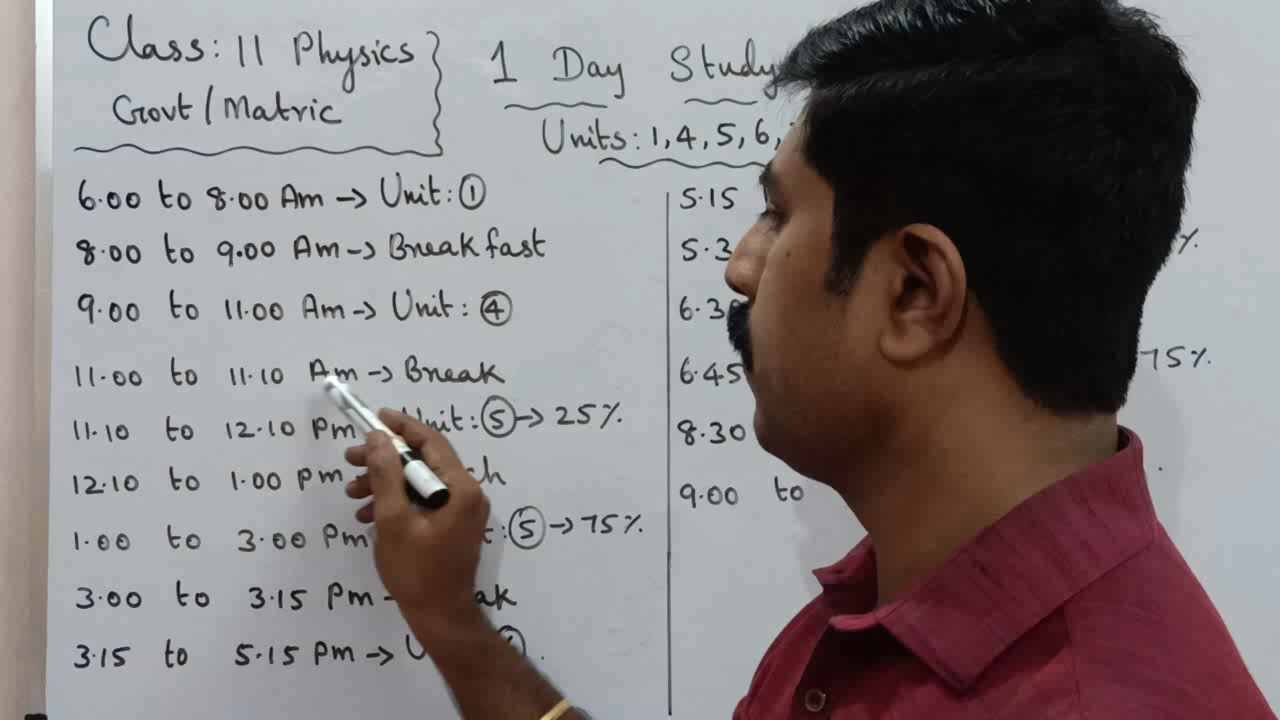 Class: 11 Physics
Govt/Matric
1 Day Study
Units: 1, 4, 5, 6,
6.00 to 8.00 Am → Unit: ①
8.00 to 9.00 Am → Breakfast
9.00 to 11.00 Am → Unit: ④
11.00 to 11.10 Am → Break
11.10 to 12.10 Pm Unit: ⑤ → 25%.
12.10 to 1.00 Pm
1.00 to 3.00 Pm ⑤ → 75%.
3.00 to 3.15 Pm
3.15 to 5.15 Pm →
5.15
5.3
6.30
6.45 75%.
8.30
9.00 to